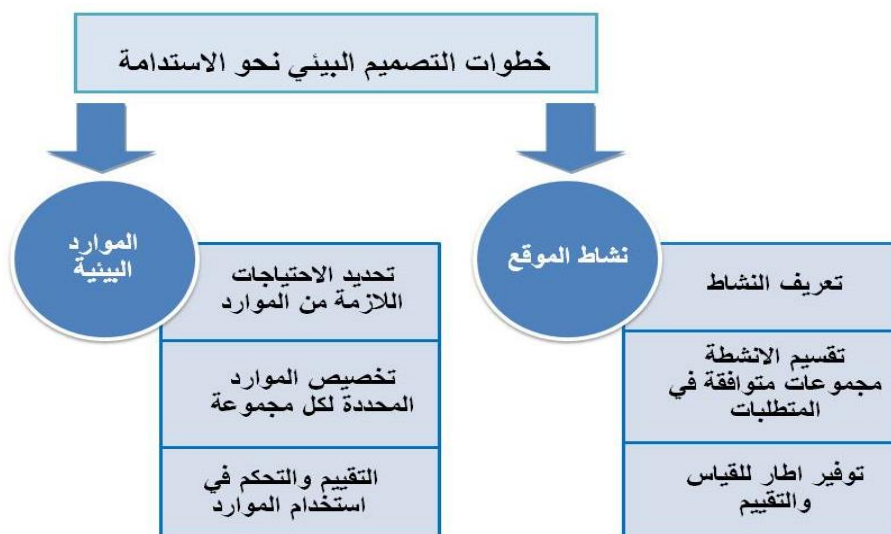 خطوات التصميم البيئي نحو الاستدامة
نشاط الموقع
تعريف النشاط
تقسيم الانشطة
مجموعات متوافقة في
المتطلبات
توفير اطار للقياس
والتقييم
الموارد
البيئية
تحديد الاحتياجات
اللازمة من الموارد
تخصيص الموارد
المحددة لكل مجموعة
التقييم والتحكم في
استخدام الموارد